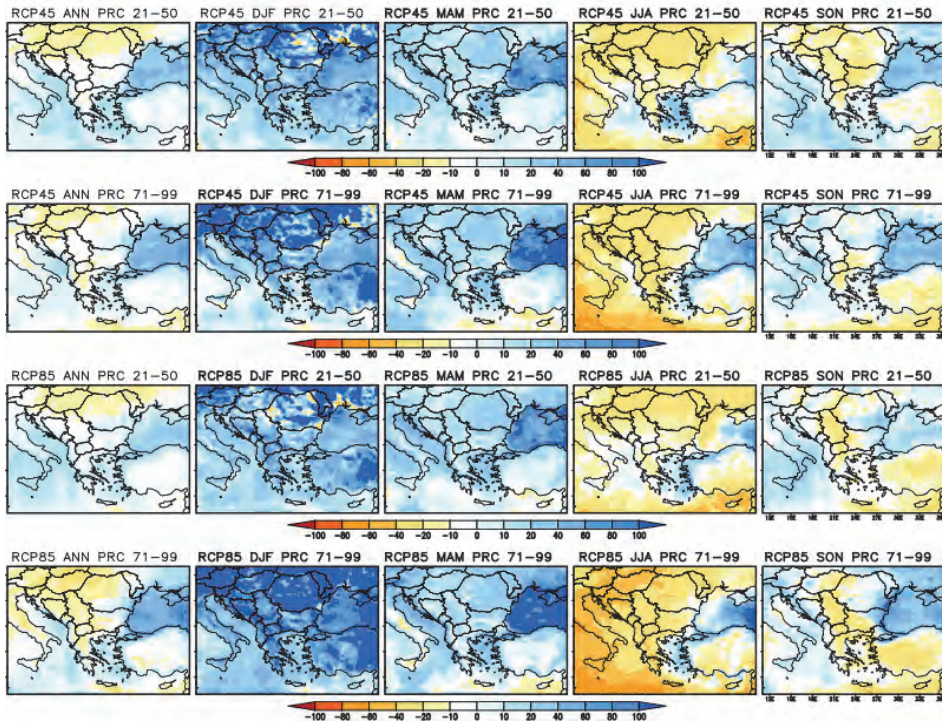 RCP45 ANN PRC 21-50 RCP45 DJF PRC 21-50 RCP45 MAM PRC 21-50 RCP45 JJA PRC 21-50 RCP45 SON PRC 21-50
-100 -80 -60 -40 -20 -10 0 10 20 40 60 80 100
RCP45 ANN PRC 71-99 RCP45 DJF PRC 71-99 RCP45 MAM PRC 71-99 RCP45 JJA PRC 71-99 RCP45 SON PRC 71-99
-100 -80 -60 -40 -20 -10 0 10 20 40 60 80 100
RCP85 ANN PRC 21-50 RCP85 DJF PRC 21-50 RCP85 MAM PRC 21-50 RCP85 JJA PRC 21-50 RCP85 SON PRC 21-50
-100 -80 -60 -40 -20 -10 0 10 20 40 60 80 100
RCP85 ANN PRC 71-99 RCP85 DJF PRC 71-99 RCP85 MAM PRC 71-99 RCP85 JJA PRC 71-99 RCP85 SON PRC 71-99
-100 -80 -60 -40 -20 -10 0 10 20 40 60 80 100